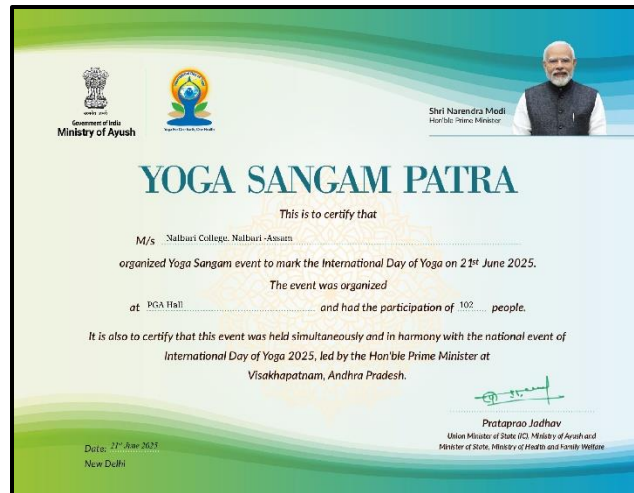 Shri Narendra Modi
Hon'ble Prime Minister
Government of India
Ministry of Ayush
YOGA SANGAM PATRA
This is to certify that
M/s Nalbari College, Nalbari -Assam
organized Yoga Sangam event to mark the International Day of Yoga on 21st June 2025.
The event was organized
at PGA Hall and had the participation of 102 people.
It is also to certify that this event was held simultaneously and in harmony with the national event of
International Day of Yoga 2025, led by the Hon'ble Prime Minister at
Visakhapatnam, Andhra Pradesh.
Prataprao Jadhav
Union Minister of State (IC), Ministry of Ayush and
Minister of State, Ministry of Health and Family Welfare
Date: 21st June 2025
New Delhi